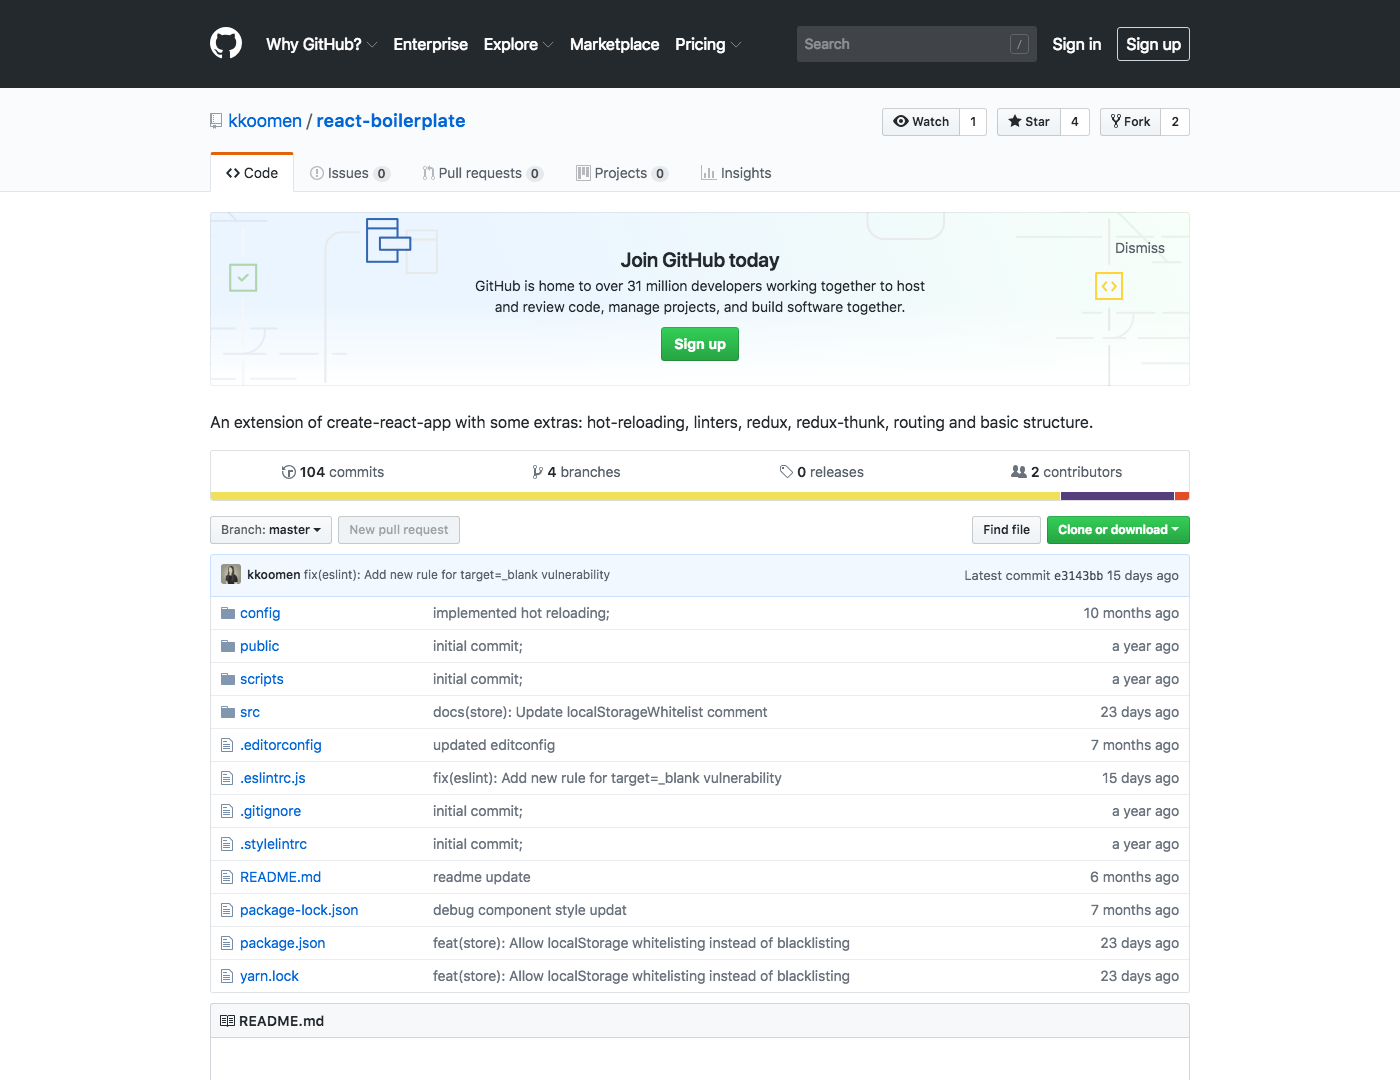 Why GitHub? Enterprise Explore Marketplace Pricing Search / Sign in Sign up
kkoomen / react-boilerplate Watch 1 Star 4 Fork 2
Code Issues 0 Pull requests 0 Projects 0 Insights
Dismiss
Join GitHub today
GitHub is home to over 31 million developers working together to host
and review code, manage projects, and build software together.
Sign up
An extension of create-react-app with some extras: hot-reloading, linters, redux, redux-thunk, routing and basic structure.
104 commits 4 branches 0 releases 2 contributors
Branch: master New pull request Find file Clone or download
kkoomen fix(eslint): Add new rule for target=_blank vulnerability Latest commit e3143bb 15 days ago
config implemented hot reloading; 10 months ago
public initial commit; a year ago
scripts initial commit; a year ago
src docs(store): Update localStorageWhitelist comment 23 days ago
.editorconfig updated editconfig 7 months ago
.eslintrc.js fix(eslint): Add new rule for target=_blank vulnerability 15 days ago
.gitignore initial commit; a year ago
.stylelintrc initial commit; a year ago
README.md readme update 6 months ago
package-lock.json debug component style updat 7 months ago
package.json feat(store): Allow localStorage whitelisting instead of blacklisting 23 days ago
yarn.lock feat(store): Allow localStorage whitelisting instead of blacklisting 23 days ago
README.md